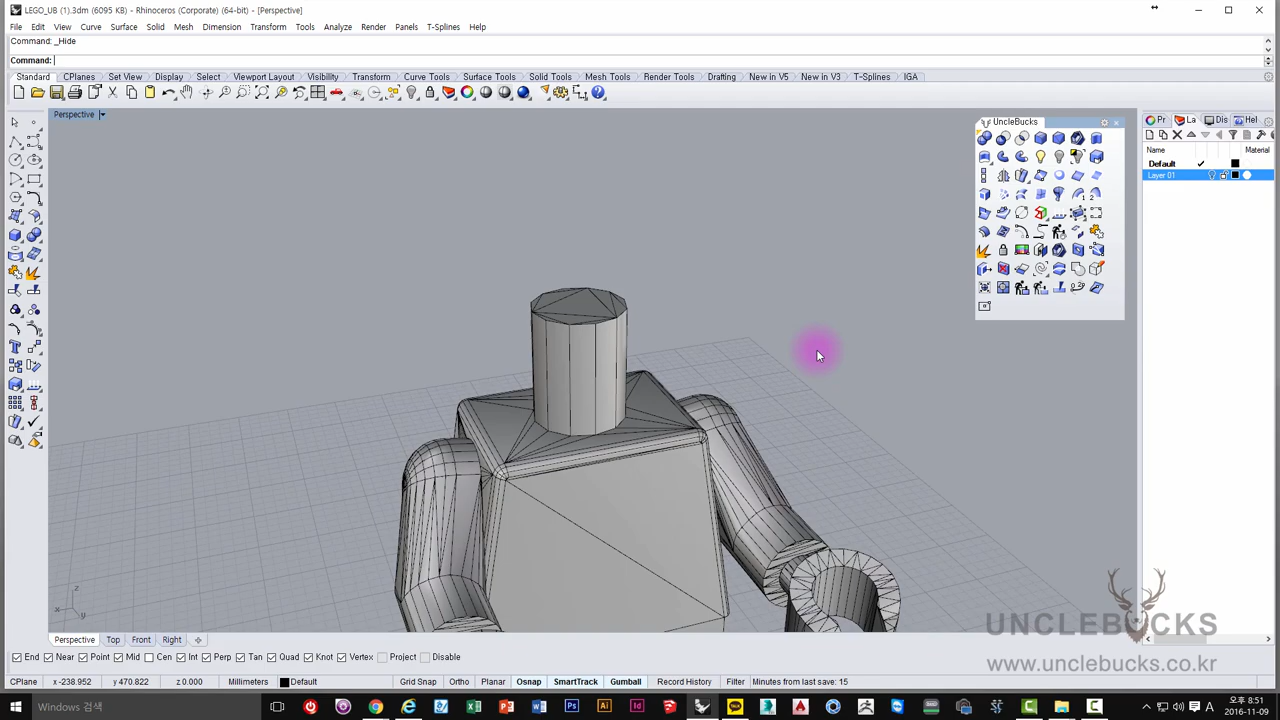 LEGO_UB (1).3dm (6095 KB) - Rhinoceros (Corporate) (64-bit) - [Perspective]
File Edit View Curve Surface Solid Mesh Dimension Transform Tools Analyze Render Panels T-Splines Help
Command: _Hide
Command:
Standard CPlanes Set View Display Select Viewport Layout Visibility Transform Curve Tools Surface Tools Solid Tools Mesh Tools Render Tools Drafting New in V5 New in V3 T-Splines IGA
Perspective
UncleBucks
Pr La Dis Hel
Name Material
Default
Layer 01
z
x y
UNCLEBUCKS
www.unclebucks.co.kr
Perspective Top Front Right
End Near Point Mid Cen Int Perp Tan Quad Knot Vertex Project Disable
CPlane x -238.952 y 470.822 z 0.000 Millimeters Default Grid Snap Ortho Planar Osnap SmartTrack Gumball Record History Filter Minutes from last save: 15
Windows 검색
A
오후 8:51
2016-11-09